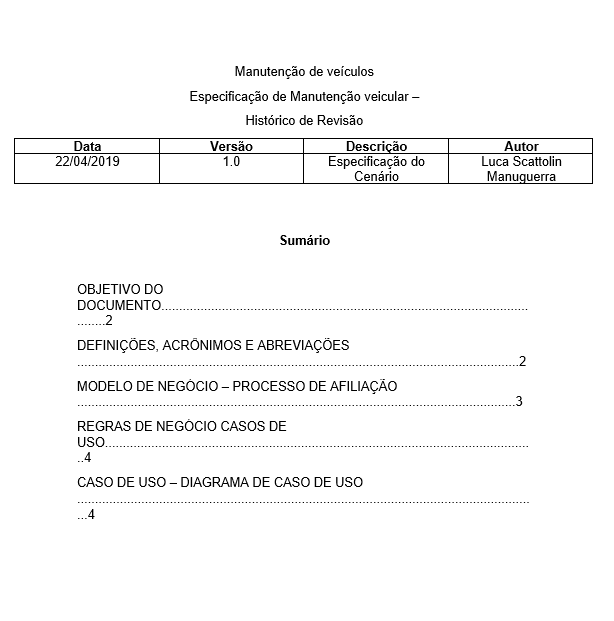 Manutenção de veículos
Especificação de Manutenção veicular –
Histórico de Revisão
Data Versão Descrição Autor
22/04/2019 1.0 Especificação do Luca Scattolin
Cenário Manuguerra
Sumário
OBJETIVO DO
DOCUMENTO......................................................................................................
........2
DEFINIÇÕES, ACRÔNIMOS E ABREVIAÇÕES
...........................................................................................................................2
MODELO DE NEGÓCIO – PROCESSO DE AFILIAÇÃO
..........................................................................................................................3
REGRAS DE NEGÓCIO CASOS DE
USO......................................................................................................................
..4
CASO DE USO – DIAGRAMA DE CASO DE USO
..............................................................................................................................
...4